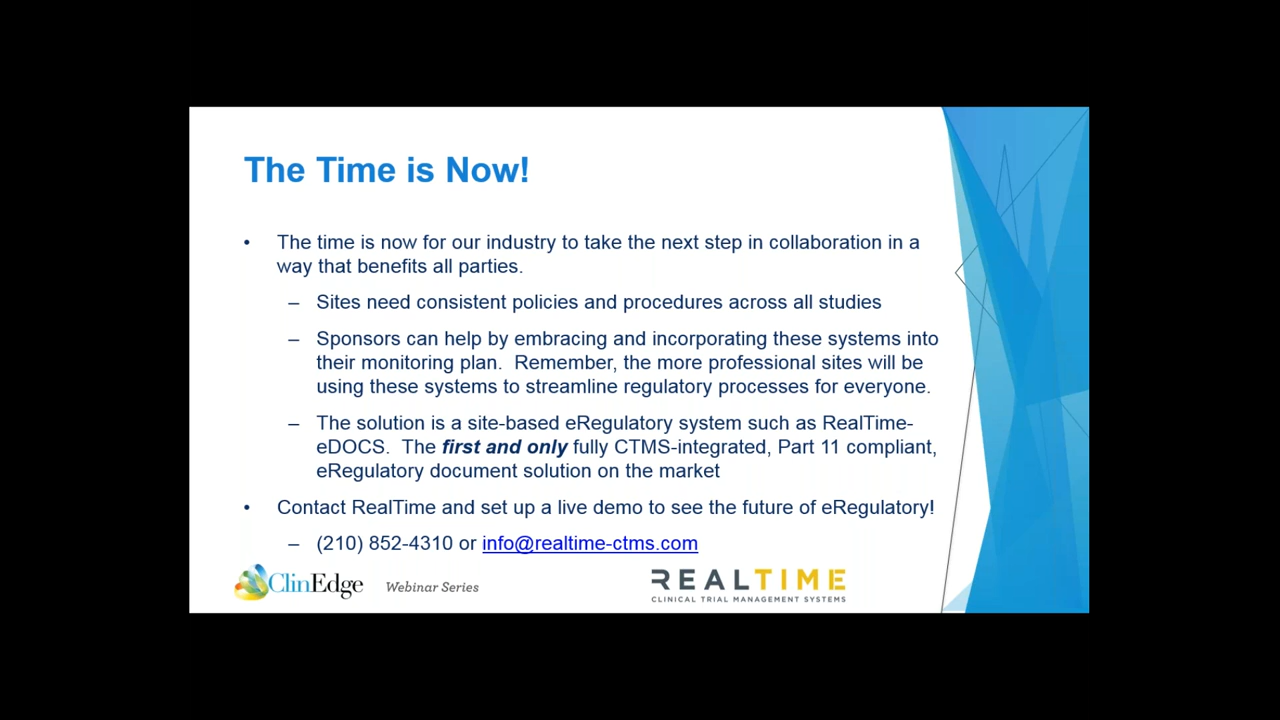 The Time is Now!
• The time is now for our industry to take the next step in collaboration in a
way that benefits all parties.
– Sites need consistent policies and procedures across all studies
– Sponsors can help by embracing and incorporating these systems into
their monitoring plan. Remember, the more professional sites will be
using these systems to streamline regulatory processes for everyone.
– The solution is a site-based eRegulatory system such as RealTime-
eDOCS. The first and only fully CTMS-integrated, Part 11 compliant,
eRegulatory document solution on the market
• Contact RealTime and set up a live demo to see the future of eRegulatory!
– (210) 852-4310 or info@realtime-ctms.com
ClinEdge Webinar Series
REALTIME
CLINICAL TRIAL MANAGEMENT SYSTEMS